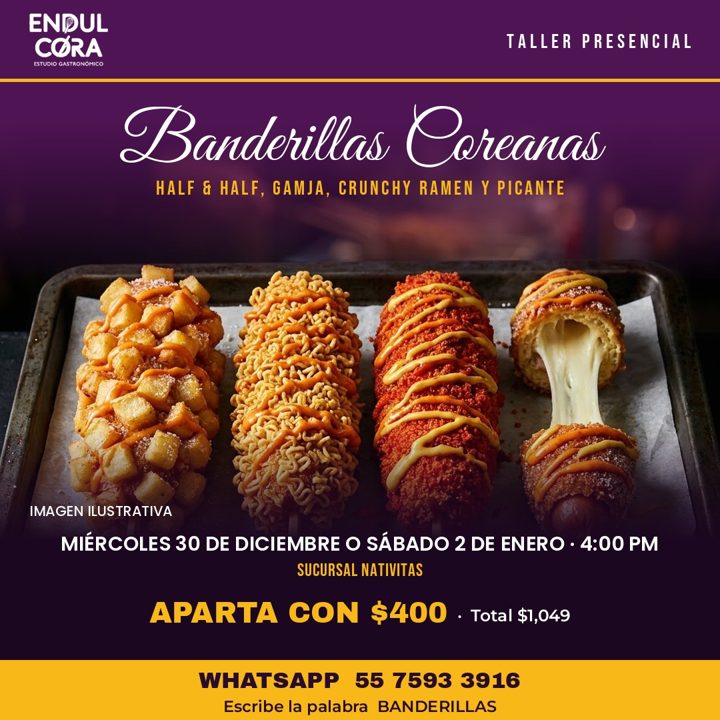 ENDUL
CØRA
ESTUDIO GASTRONÓMICO
TALLER PRESENCIAL
Banderillas Coreanas
HALF & HALF, GAMJA, CRUNCHY RAMEN Y PICANTE
IMAGEN ILUSTRATIVA
MIÉRCOLES 30 DE DICIEMBRE O SÁBADO 2 DE ENERO · 4:00 PM
SUCURSAL NATIVITAS
APARTA CON $400 · Total $1,049
WHATSAPP 55 7593 3916
Escribe la palabra BANDERILLAS